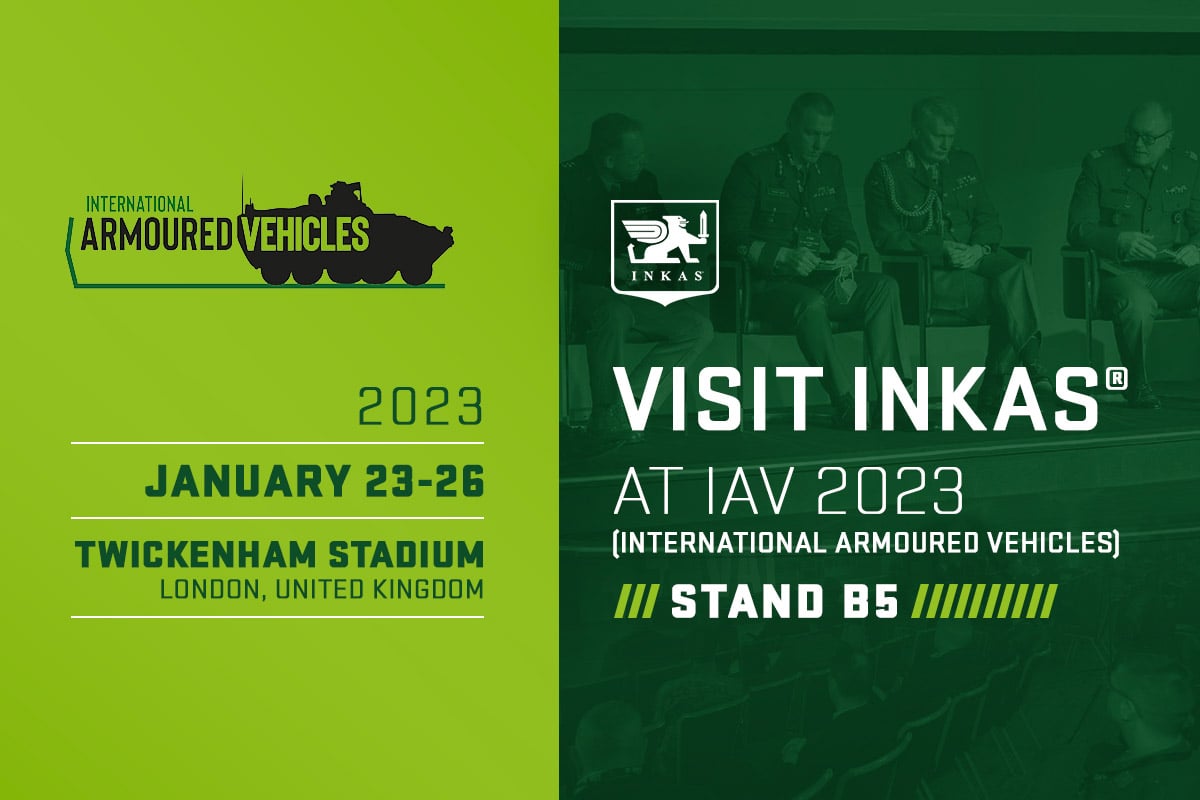 INTERNATIONAL
ARMOURED VEHICLES
2023
JANUARY 23-26
TWICKENHAM STADIUM
LONDON, UNITED KINGDOM
INKAS
VISIT INKAS®
AT IAV 2023
(INTERNATIONAL ARMOURED VEHICLES)
STAND B5